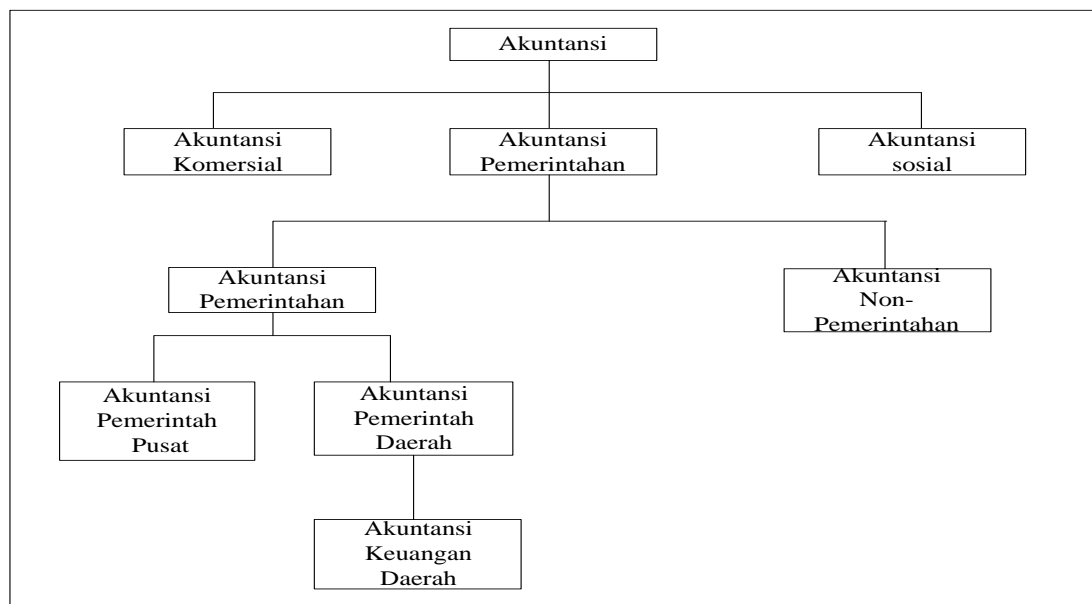 Akuntansi
Akuntansi
Komersial
Akuntansi
Pemerintahan
Akuntansi
sosial
Akuntansi
Pemerintahan
Akuntansi
Non-
Pemerintahan
Akuntansi
Pemerintah
Pusat
Akuntansi
Pemerintah
Daerah
Akuntansi
Keuangan
Daerah